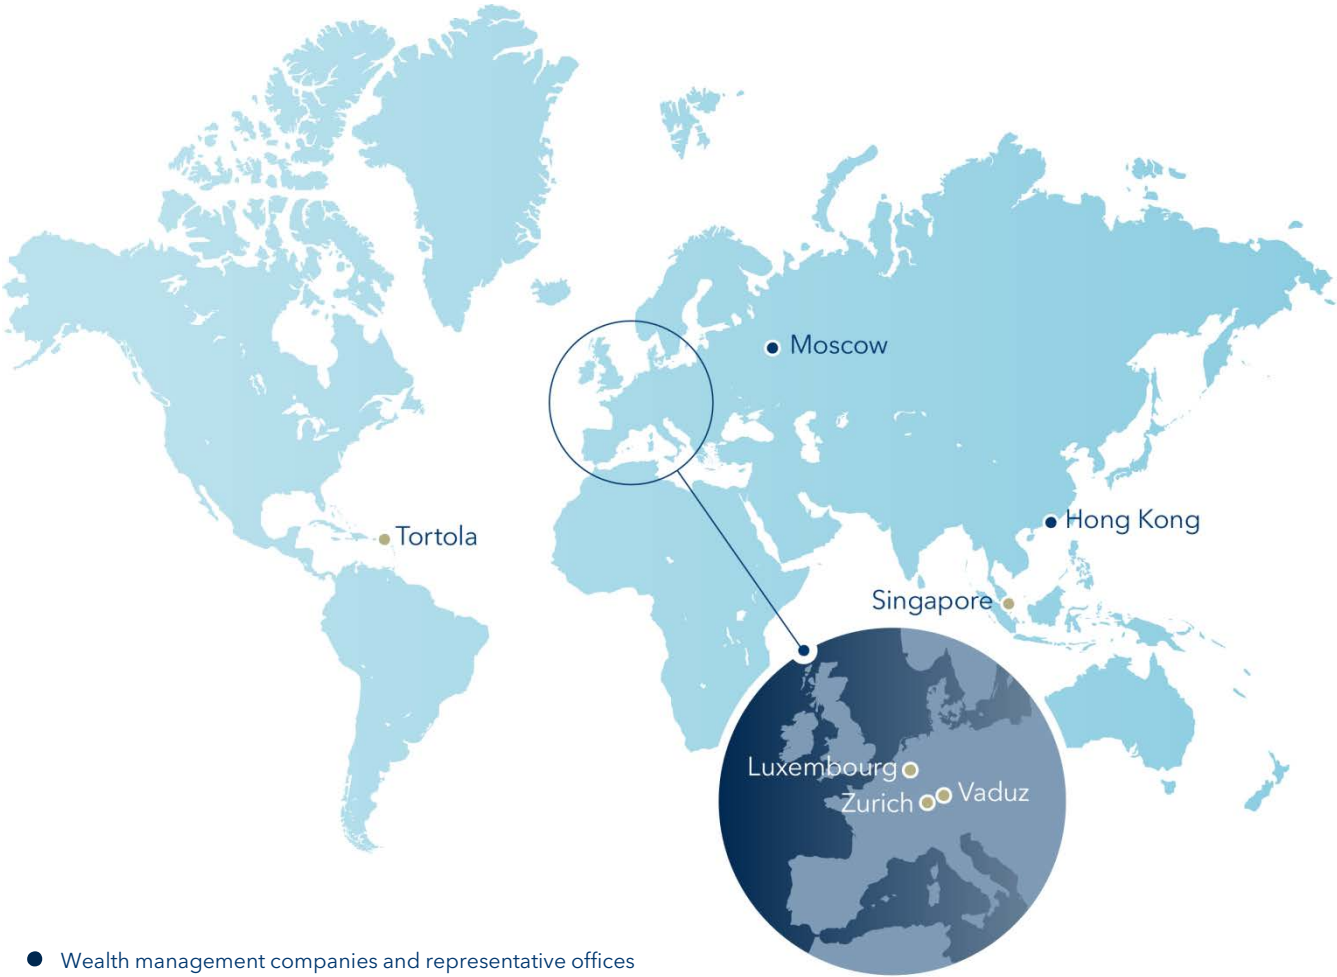 Moscow
Hong Kong
Tortola
Singapore
Luxembourg
Vaduz
Zurich
Wealth management companies and representative offices